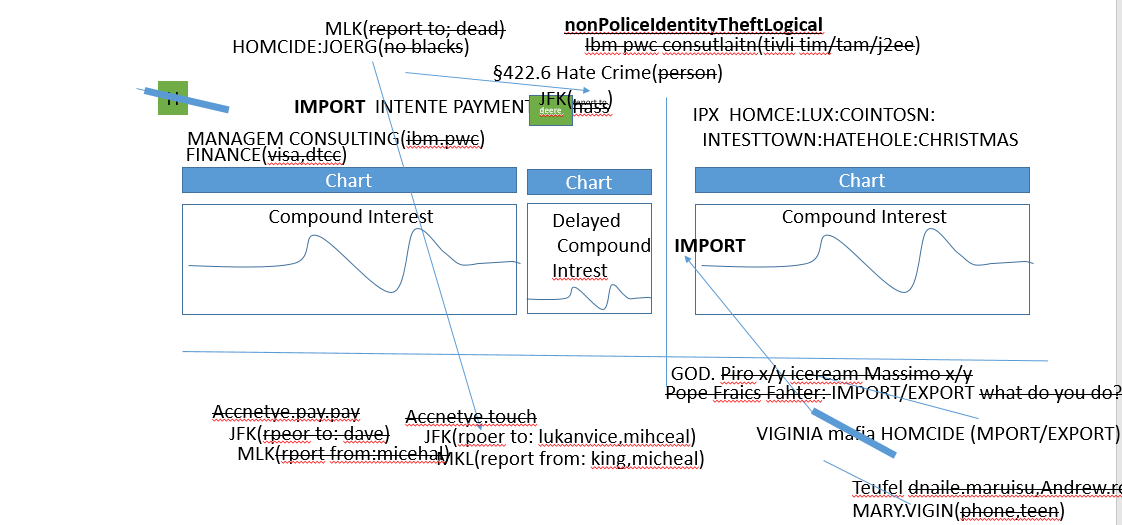 MLK(report to; dead)
nonPoliceIdentityTheftLogical
HOMCIDE:JOERG(no blacks)
Ibm pwc consutlaitn(tivli tim/tam/j2ee)
§422.6 Hate Crime(person)
IMPORT INTENTE PAYMENT
deere
JFK(
hass)
IPX HOMCE:LUX:COINTOSN:
INTESTTOWN:HATEHOLE:CHRISTMAS
MANAGEM CONSULTING(ibm.pwc)
FINANCE(visa,dtcc)
Chart
Chart
Chart
Compound Interest
Delayed
Compound
Intrest
IMPORT
Compound Interest
GOD. Piro x/y iceream Massimo x/y
Pope Fraics Fahter: IMPORT/EXPORT what do you do?
Accnetve.pay.pay
JFK(rpeor to: dave)
MLK(rport from:micehal)
Accnetve.touch
JFK(rpoer to: lukanvice,mihceal)
MKL(report from: king,micheal)
VIGINIA mafia HOMCIDE (MPORT/EXPORT)
Teufel dnaile.maruisu,Andrew.re
MARY.VIGIN(phone,teen)